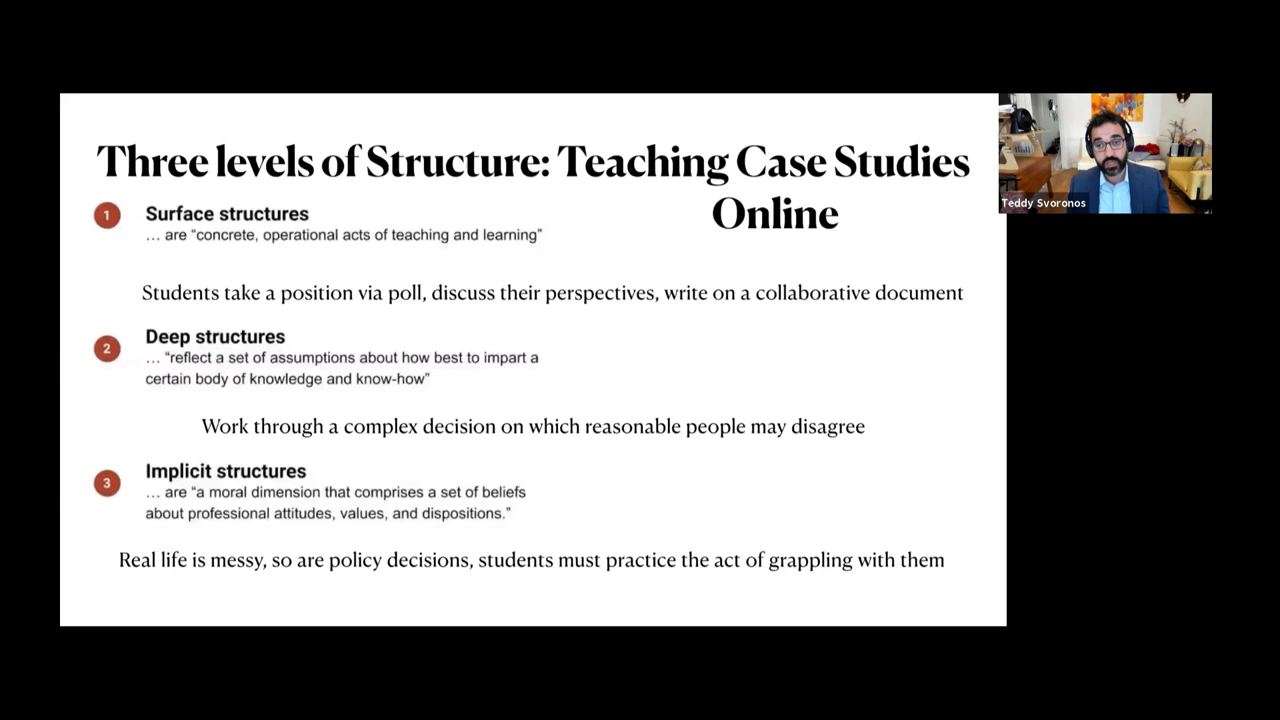 Three levels of Structure: Teaching Case Studies
Online
1
Surface structures
… are “concrete, operational acts of teaching and learning”
Students take a position via poll, discuss their perspectives, write on a collaborative document
2
Deep structures
… “reflect a set of assumptions about how best to impart a
certain body of knowledge and know-how”
Work through a complex decision on which reasonable people may disagree
3
Implicit structures
… are “a moral dimension that comprises a set of beliefs
about professional attitudes, values, and dispositions.”
Real life is messy, so are policy decisions, students must practice the act of grappling with them
Teddy Svoronos